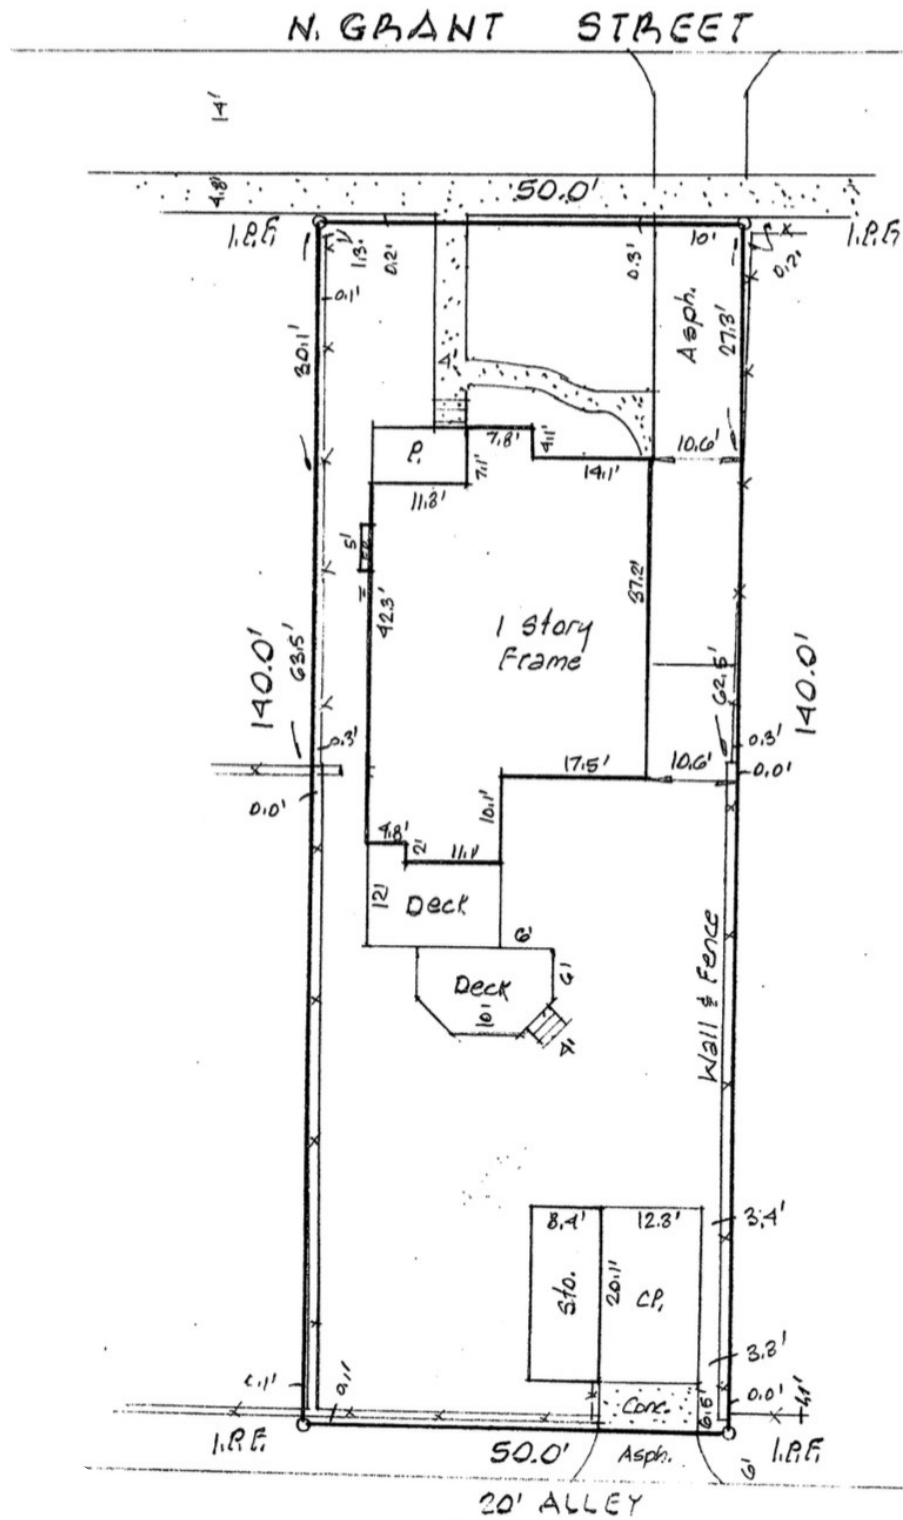 N. GRANT STREET
14'
4.8'
50.0'
I.P.F.
I.P.F.
1.3'
0.2'
0.3'
10'
0.2'
0.1'
Asph.
27.3'
30.1'
4'
7.8'
4.1'
10.6'
P.
7.1'
14.1'
11.8'
5'
42.3'
37.2'
1 Story
Frame
140.0'
63.5'
62.5'
140.0'
0.3'
0.3'
17.5'
10.6'
0.0'
0.0'
10.1'
4.8'
2'
11.1'
12'
Deck
6'
Deck
6'
10'
4'
Wall & Fence
8.4'
12.3'
3.4'
Sto.
20.1'
CP.
3.3'
0.1'
0.0'
Conc.
6.5'
I.P.F.
50.0'
Asph.
I.P.F.
6'
20' ALLEY